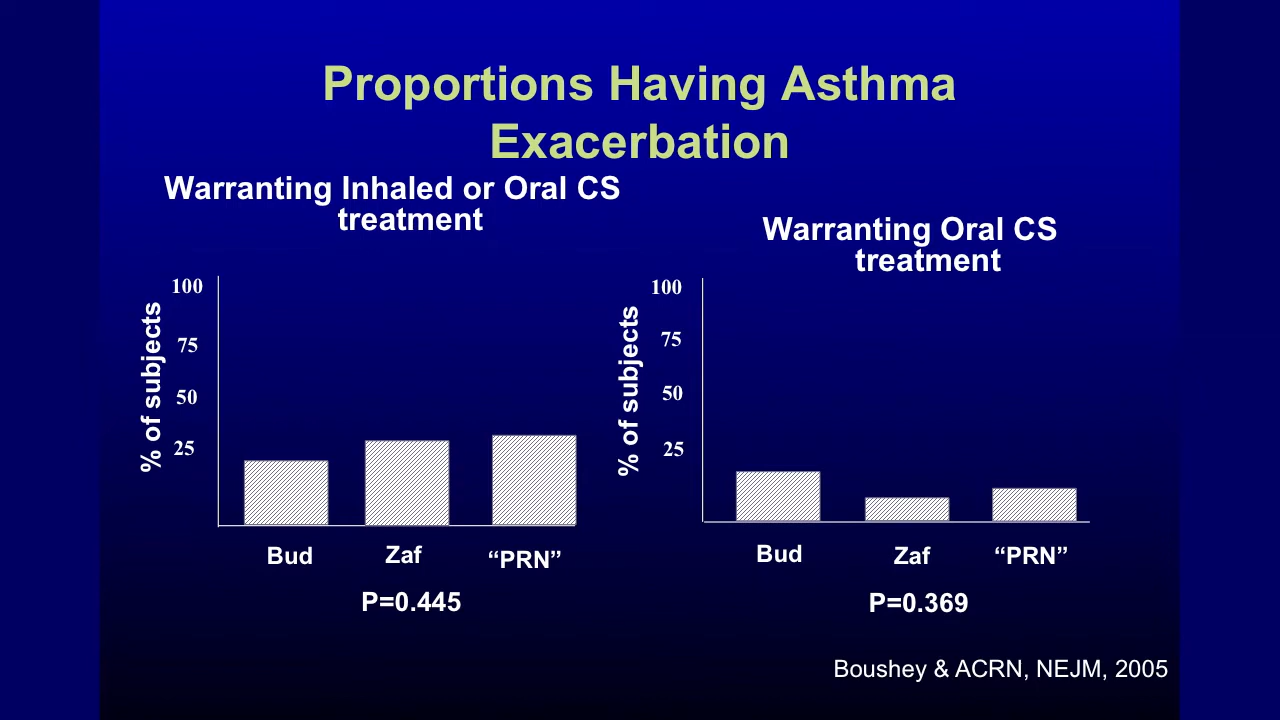 Proportions Having Asthma
Exacerbation
Warranting Inhaled or Oral CS
treatment
% of subjects
100
75
50
25
Bud
Zaf
“PRN”
P=0.445
Warranting Oral CS
treatment
% of subjects
100
75
50
25
Bud
Zaf
“PRN”
P=0.369
Boushey & ACRN, NEJM, 2005